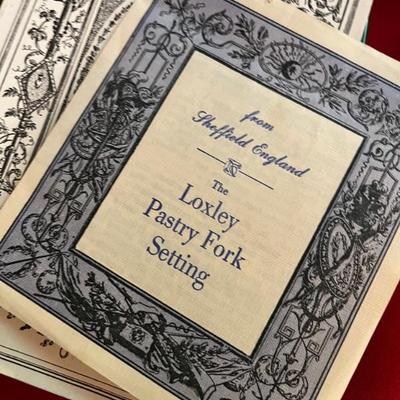 from
Sheffield England
The
Loxley
Pastry Fork
Setting